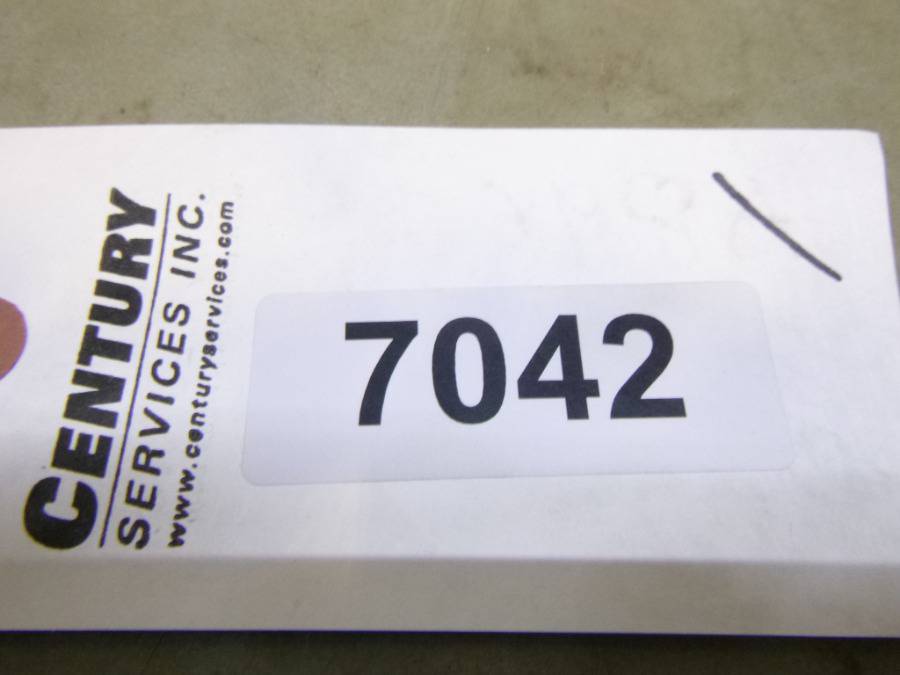 CENTURY
SERVICES INC.
www.centuryservices.com
7042